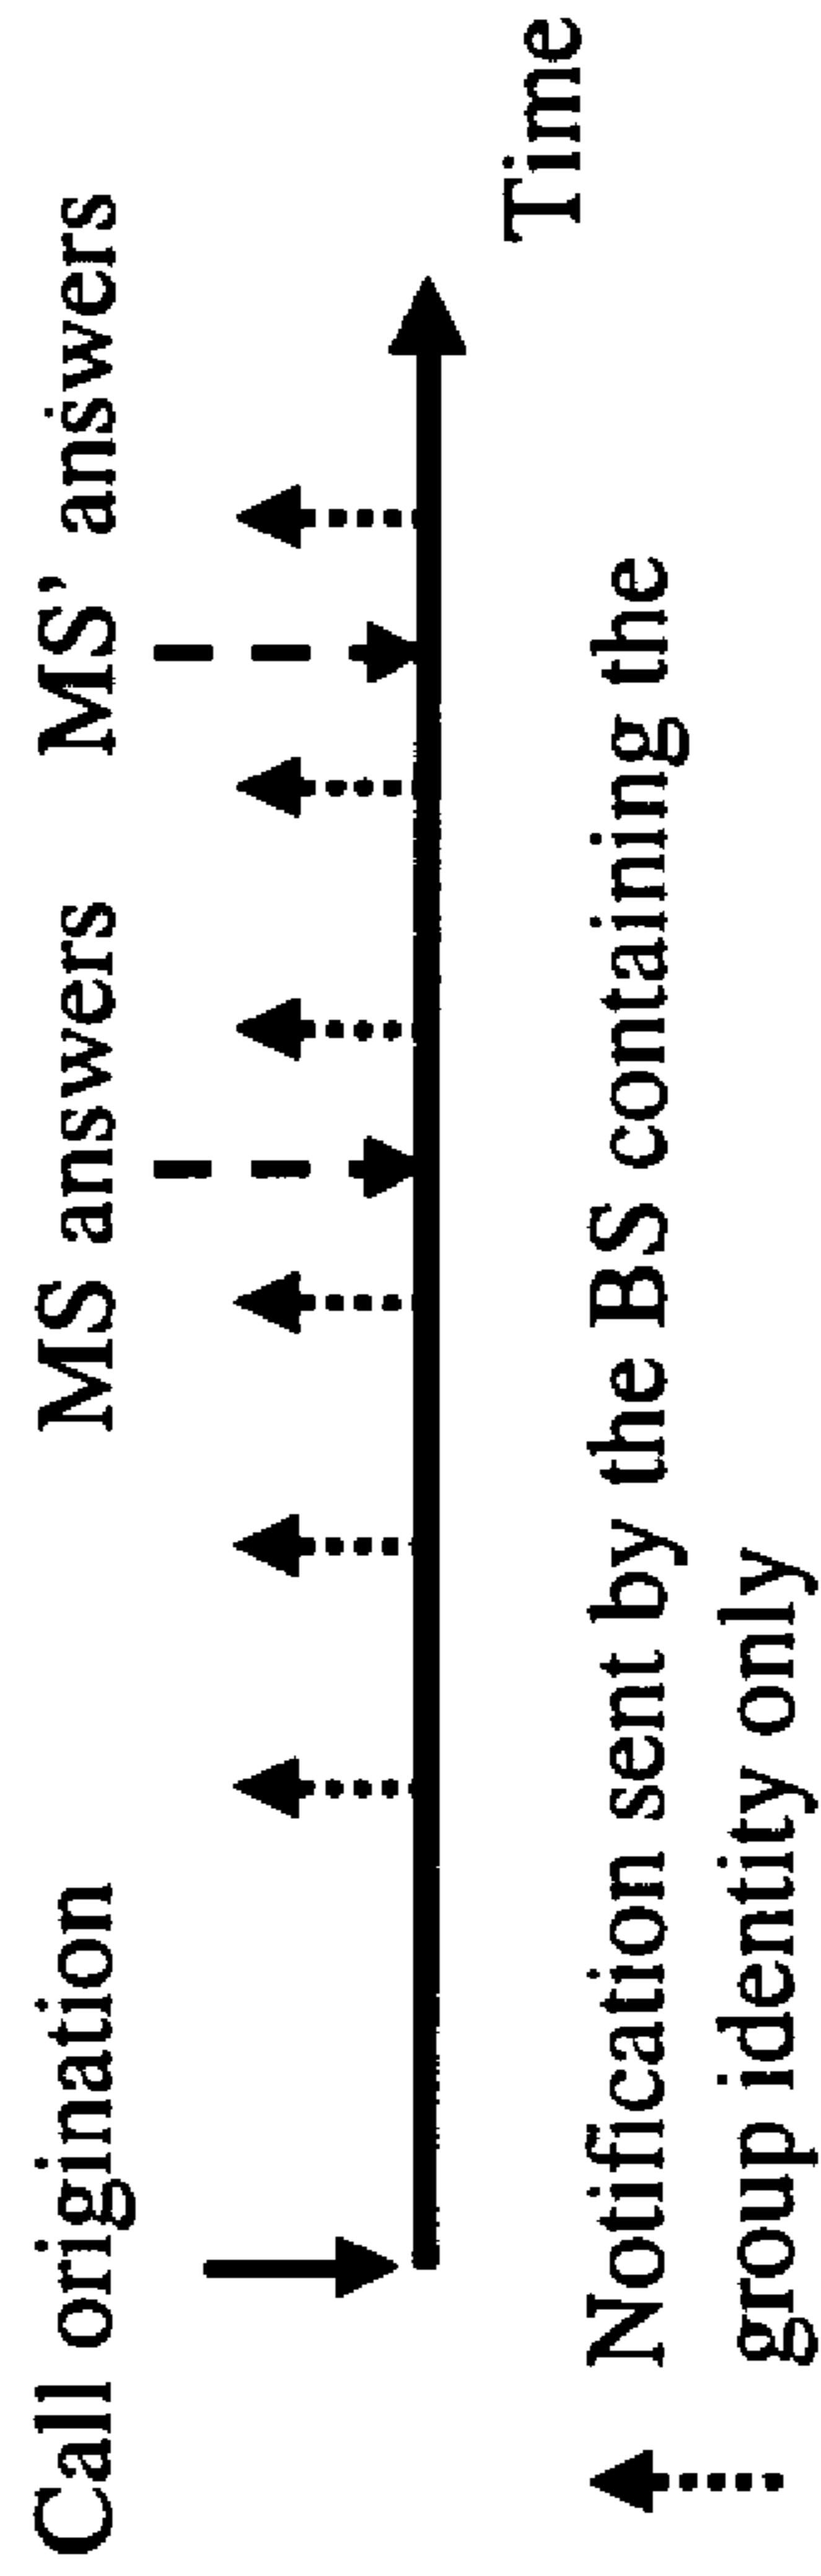 Call origination
MS answers
MS’ answers
Time
Notification sent by the BS containing the
group identity only